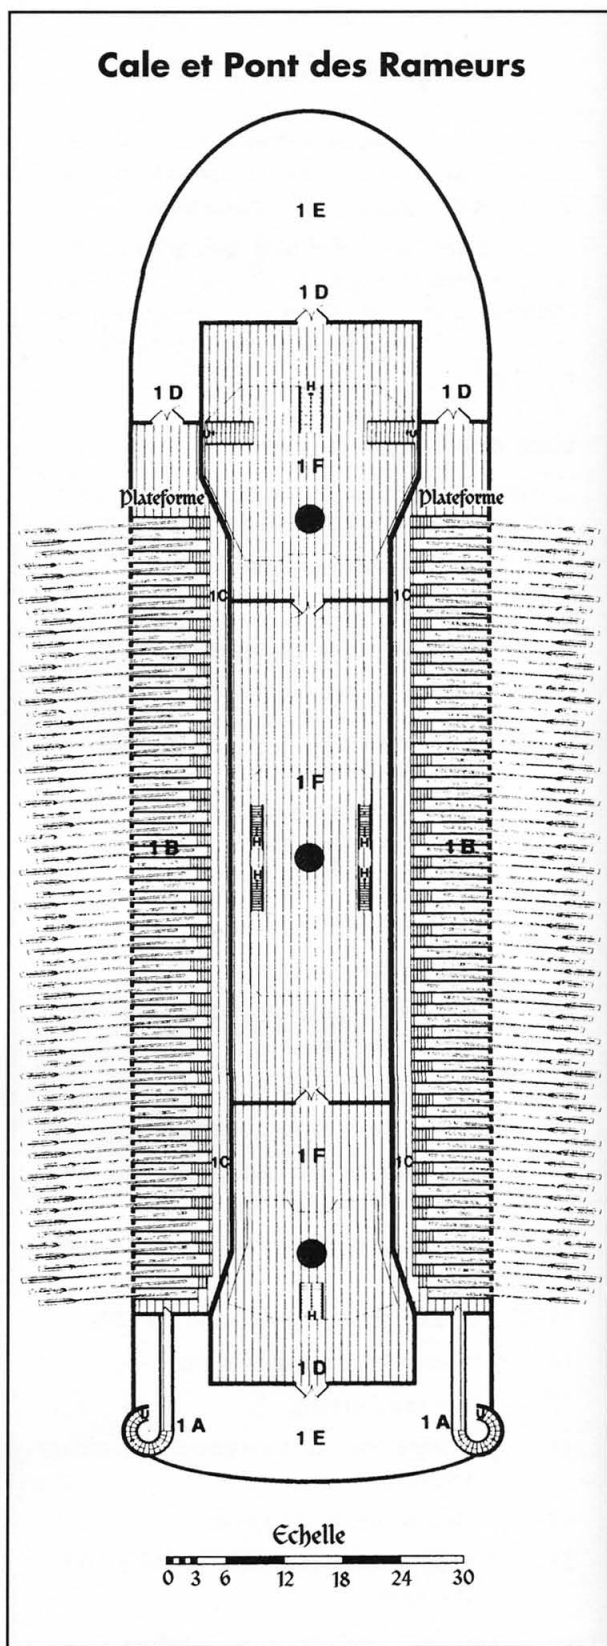 Cale et Pont des Rameurs
1 E
1 D
1 D 1 D
H
U U
1 F
Plateforme Plateforme
1C 1C
1 F
H H
1 B 1 B
H H
1C 1 F 1C
H
1 D
U U
1 A 1 A
1 E
Echelle
0 3 6 12 18 24 30